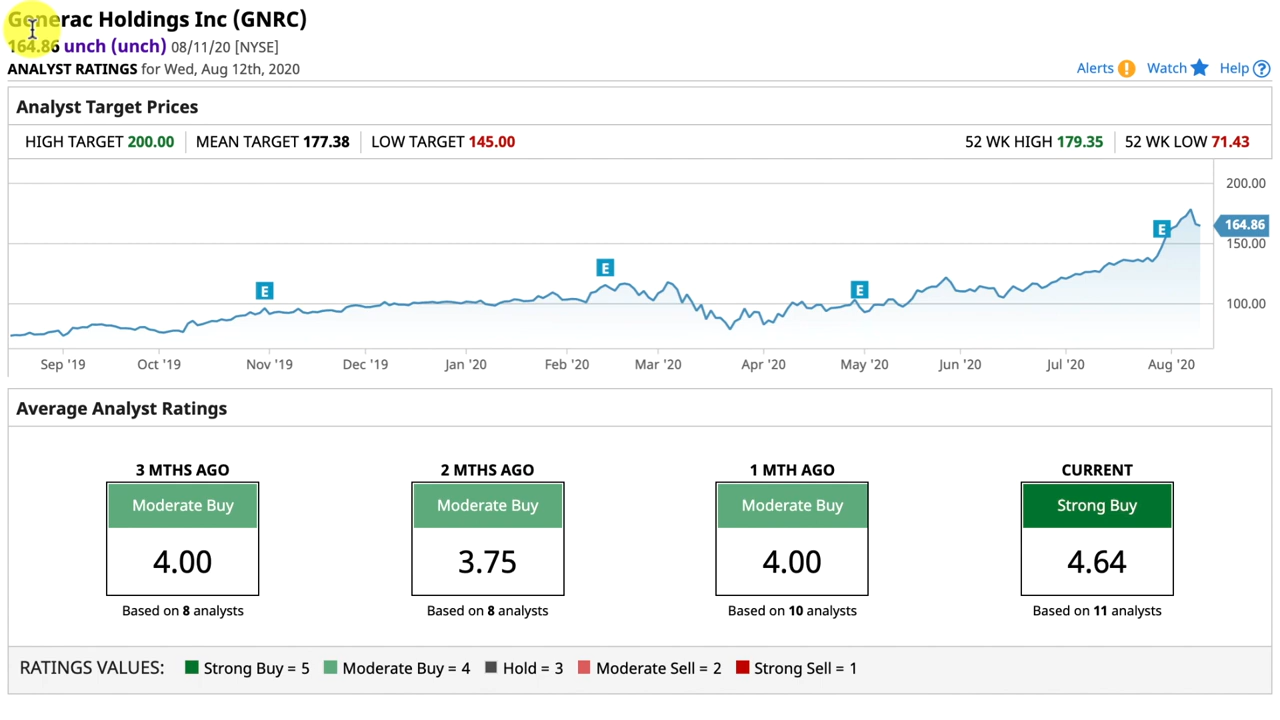 Generac Holdings Inc (GNRC)
164.86 unch (unch) 08/11/20 [NYSE]
ANALYST RATINGS for Wed, Aug 12th, 2020
Alerts ! Watch Help ?
Analyst Target Prices
HIGH TARGET 200.00 MEAN TARGET 177.38 LOW TARGET 145.00 52 WK HIGH 179.35 52 WK LOW 71.43
200.00
E 164.86
150.00
E
E E
100.00
Sep '19 Oct '19 Nov '19 Dec '19 Jan '20 Feb '20 Mar '20 Apr '20 May '20 Jun '20 Jul '20 Aug '20
Average Analyst Ratings
3 MTHS AGO 2 MTHS AGO 1 MTH AGO CURRENT
Moderate Buy Moderate Buy Moderate Buy Strong Buy
4.00 3.75 4.00 4.64
Based on 8 analysts Based on 8 analysts Based on 10 analysts Based on 11 analysts
RATINGS VALUES: Strong Buy = 5 Moderate Buy = 4 Hold = 3 Moderate Sell = 2 Strong Sell = 1